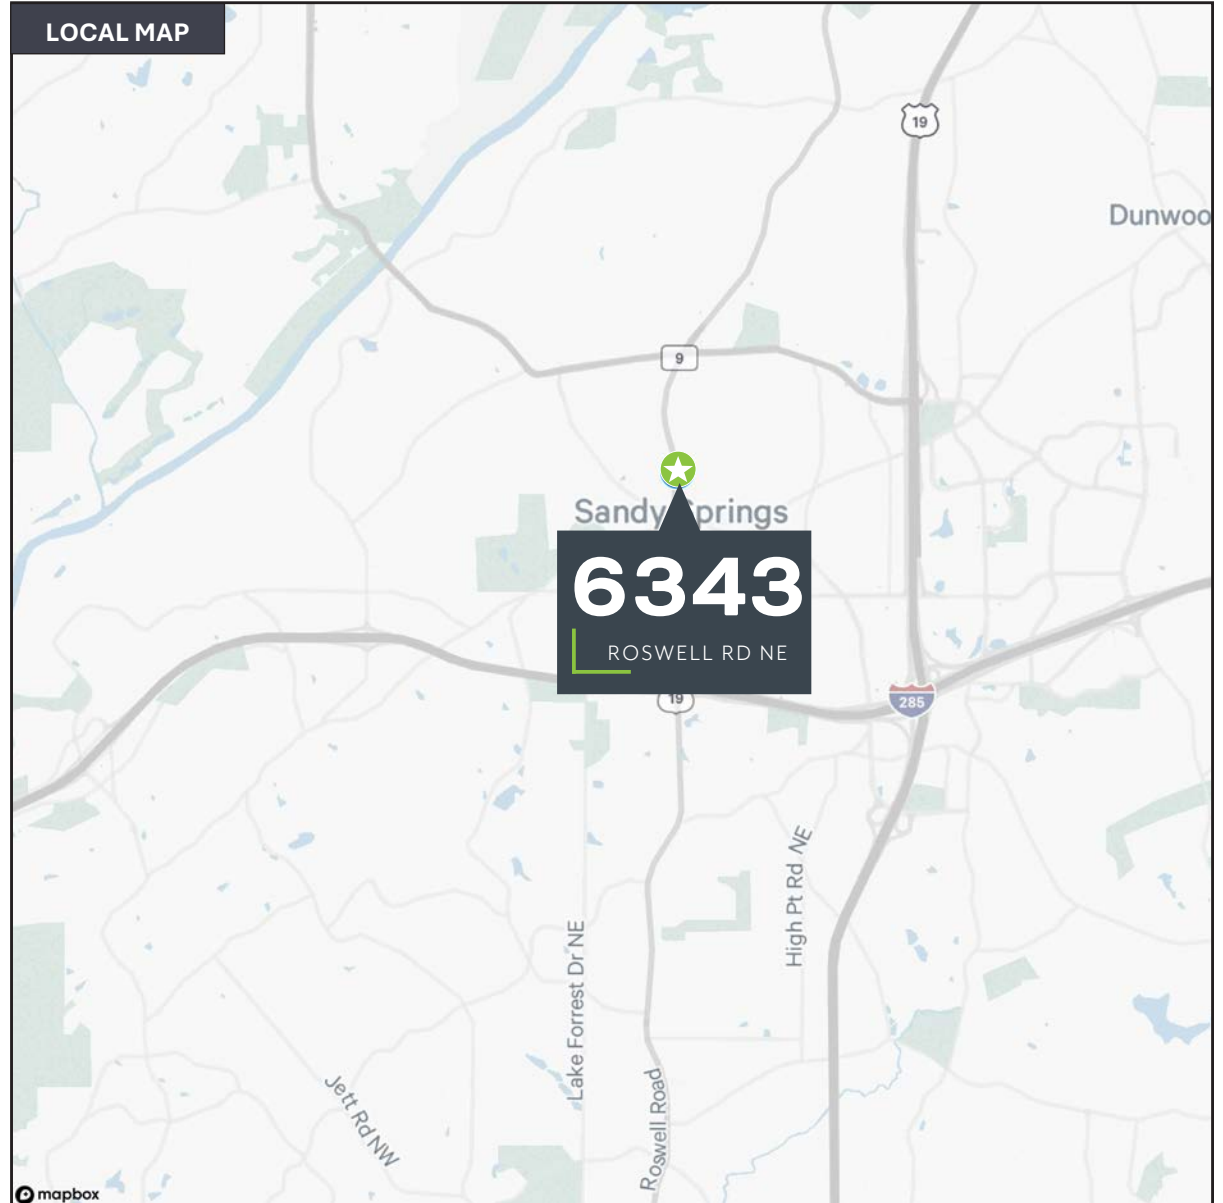 LOCAL MAP
19
Dunwoo
9
Sandy Springs
6343
ROSWELL RD NE
19
285
High Pt Rd NE
Lake Forrest Dr NE
Jett Rd NW
Roswell Road
mapbox